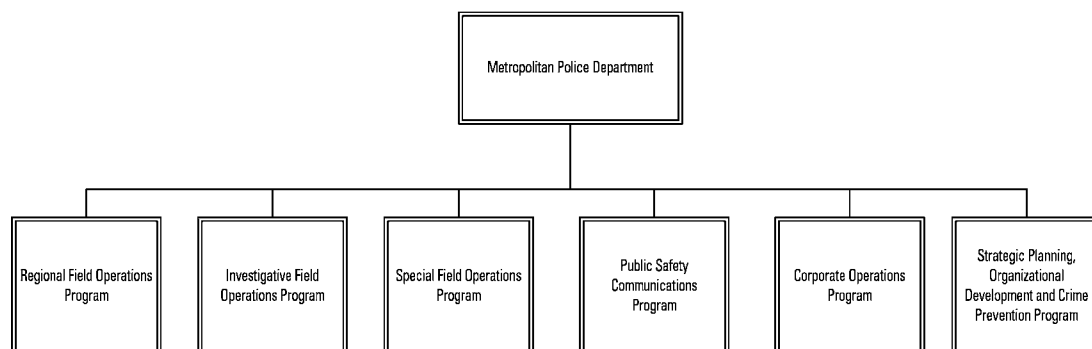 Metropolitan Police Department
Regional Field Operations
Program
Investigative Field
Operations Program
Special Field Operations
Program
Public Safety
Communications
Program
Corporate Operations
Program
Strategic Planning,
Organizational
Development and Crime
Prevention Program